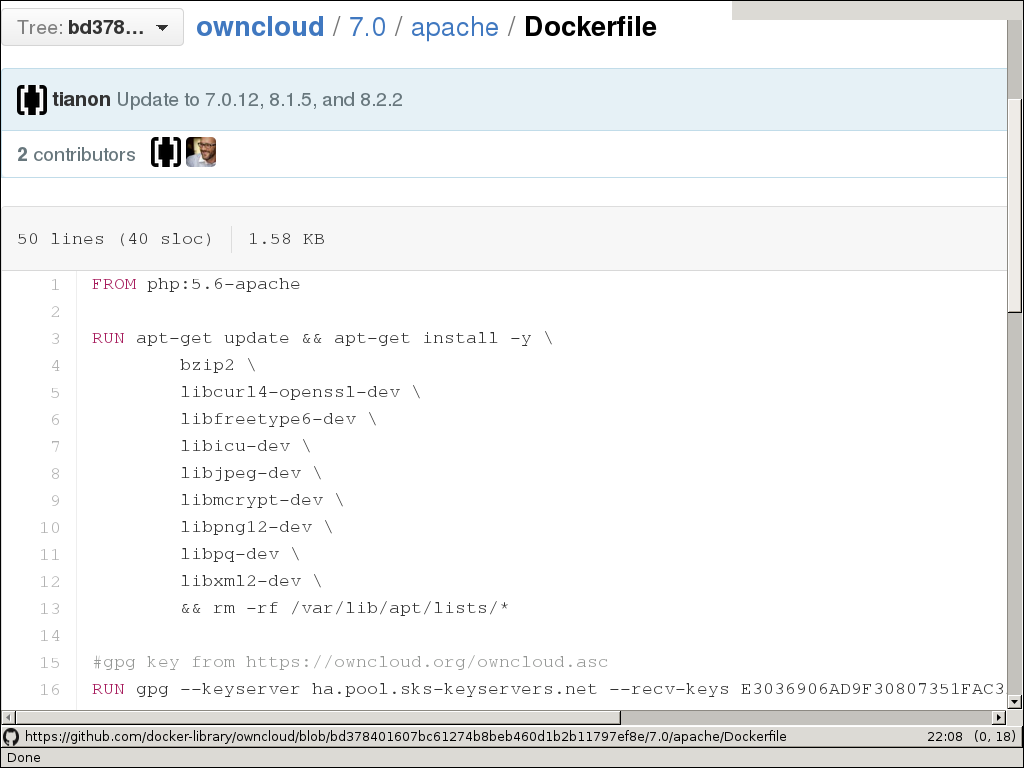 Tree: bd378... owncloud / 7.0 / apache / Dockerfile
tianon Update to 7.0.12, 8.1.5, and 8.2.2
2 contributors
50 lines (40 sloc) 1.58 KB
1 FROM php:5.6-apache
2
3 RUN apt-get update && apt-get install -y \
4 bzip2 \
5 libcurl4-openssl-dev \
6 libfreetype6-dev \
7 libicu-dev \
8 libjpeg-dev \
9 libmcrypt-dev \
10 libpng12-dev \
11 libpq-dev \
12 libxml2-dev \
13 && rm -rf /var/lib/apt/lists/*
14
15 #gpg key from https://owncloud.org/owncloud.asc
16 RUN gpg --keyserver ha.pool.sks-keyservers.net --recv-keys E3036906AD9F30807351FAC3
https://github.com/docker-library/owncloud/blob/bd378401607bc61274b8beb460d1b2b11797ef8e/7.0/apache/Dockerfile 22:08 (0, 18)
Done